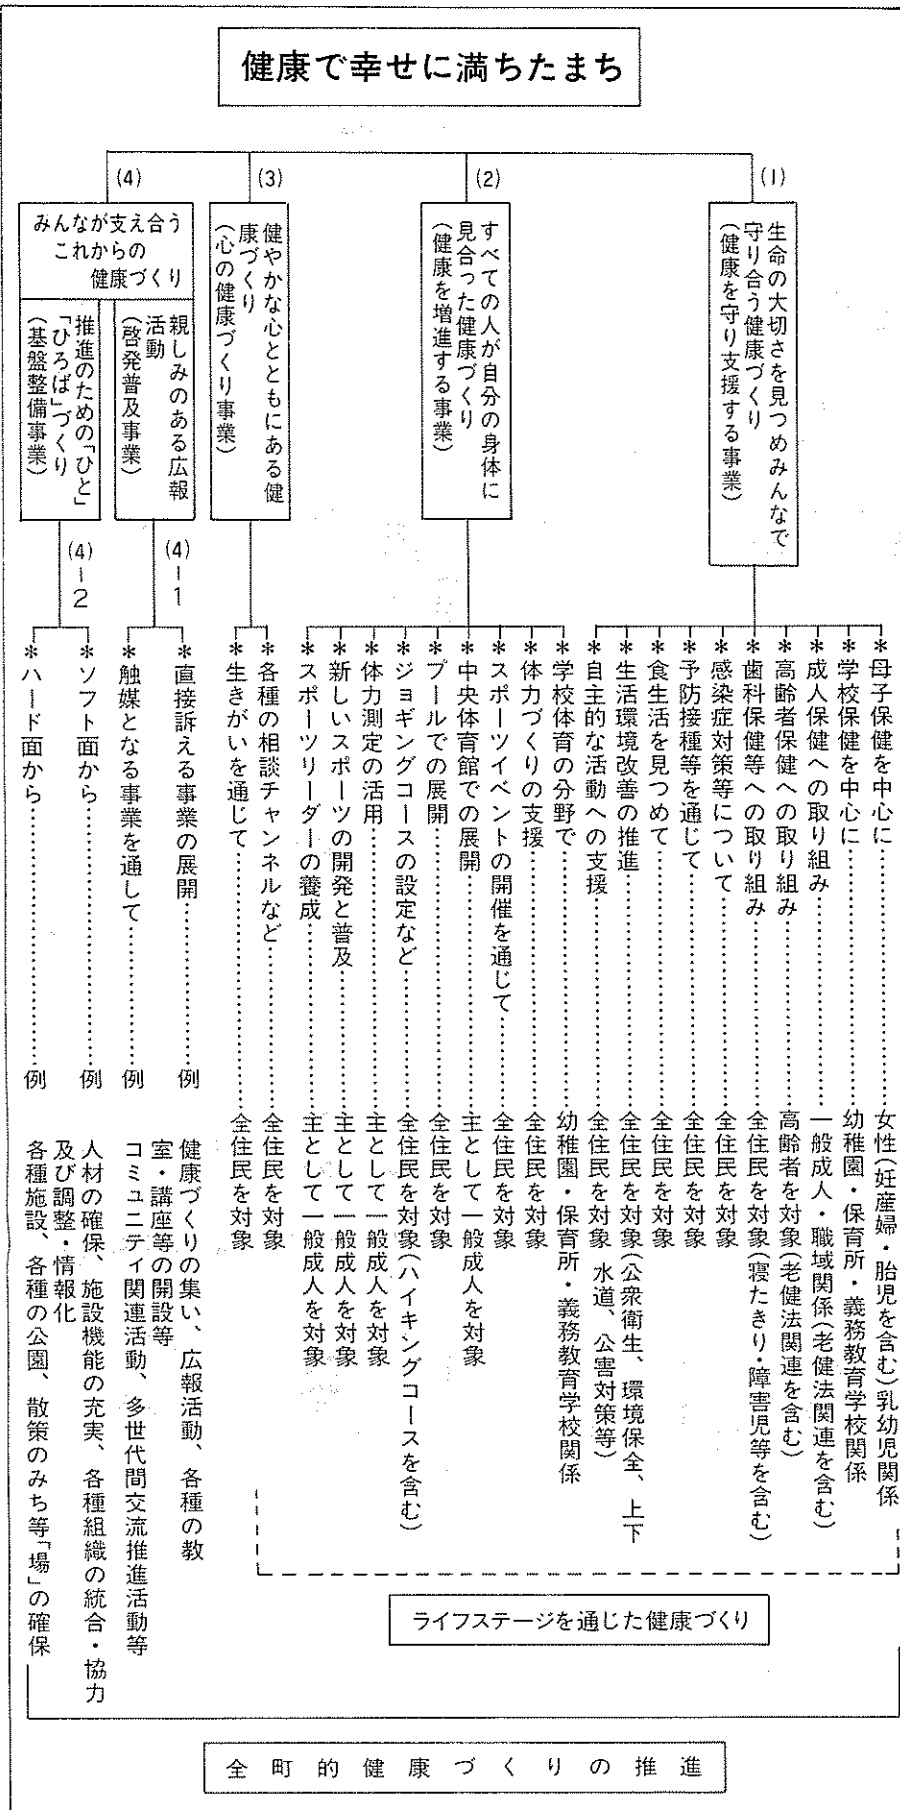 健康で幸せに満ちたまち
(1)
生命の大切さを見つめみんなで
守り合う健康づくり
(健康を守り支援する事業)
＊母子保健を中心に………女性(妊産婦・胎児を含む)乳幼児関係
＊学校保健を中心に………幼稚園・保育所・義務教育学校関係
＊成人保健への取り組み………一般成人・職域関係(老健法関連を含む)
＊高齢者保健への取り組み………高齢者を対象(老健法関連を含む)
＊歯科保健等への取り組み………全住民を対象(寝たきり・障害児等を含む)
＊感染症対策等について………全住民を対象
＊予防接種等を通じて………全住民を対象
＊食生活を見つめて………全住民を対象
＊生活環境改善の推進………全住民を対象(公衆衛生、環境保全、上下
水道、公害対策等)
＊自主的な活動への支援………全住民を対象
(2)
すべての人が自分の身体に
見合った健康づくり
(健康を増進する事業)
＊学校体育の分野で………幼稚園・保育所・義務教育学校関係
＊体力づくりの支援………全住民を対象
＊スポーツイベントの開催を通じて………全住民を対象
＊中央体育館での展開………主として一般成人を対象
＊プールでの展開………全住民を対象
＊ジョギングコースの設定など………全住民を対象(ハイキングコースを含む)
＊体力測定の活用………主として一般成人を対象
＊新しいスポーツの開発と普及………主として一般成人を対象
＊スポーツリーダーの養成………主として一般成人を対象
(3)
健やかな心とともにある健
康づくり
(心の健康づくり事業)
＊各種の相談チャンネルなど………全住民を対象
＊生きがいを通じて………全住民を対象
(4)
みんなが支え合う
これからの
健康づくり
親しみのある広報
活動
(啓発普及事業)
(4)－1
＊直接訴える事業の展開………例 健康づくりの集い、広報活動、各種の教
室・講座等の開設等
＊触媒となる事業を通して………例 コミュニティ関連活動、多世代間交流推進活動等
推進のための「ひと」
「ひろば」づくり
(基盤整備事業)
(4)－2
＊ソフト面から………例 人材の確保、施設機能の充実、各種組織の統合・協力
及び調整・情報化
＊ハード面から………例 各種施設、各種の公園、散策のみち等「場」の確保
ライフステージを通じた健康づくり
全町的健康づくりの推進